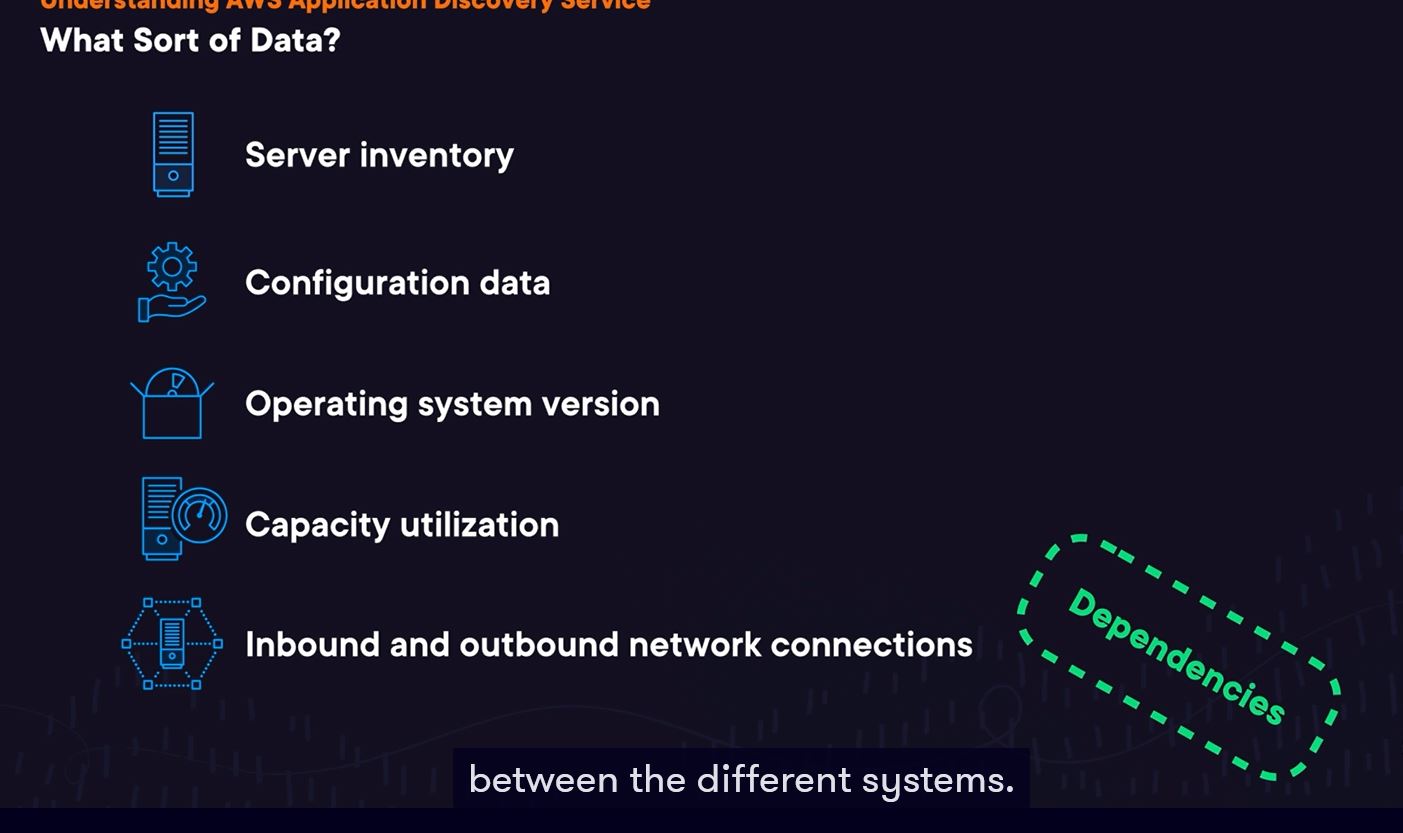 Understanding AWS Application Discovery Service
What Sort of Data?
Server inventory
Configuration data
Operating system version
Capacity utilization
Inbound and outbound network connections
Dependencies
between the different systems.